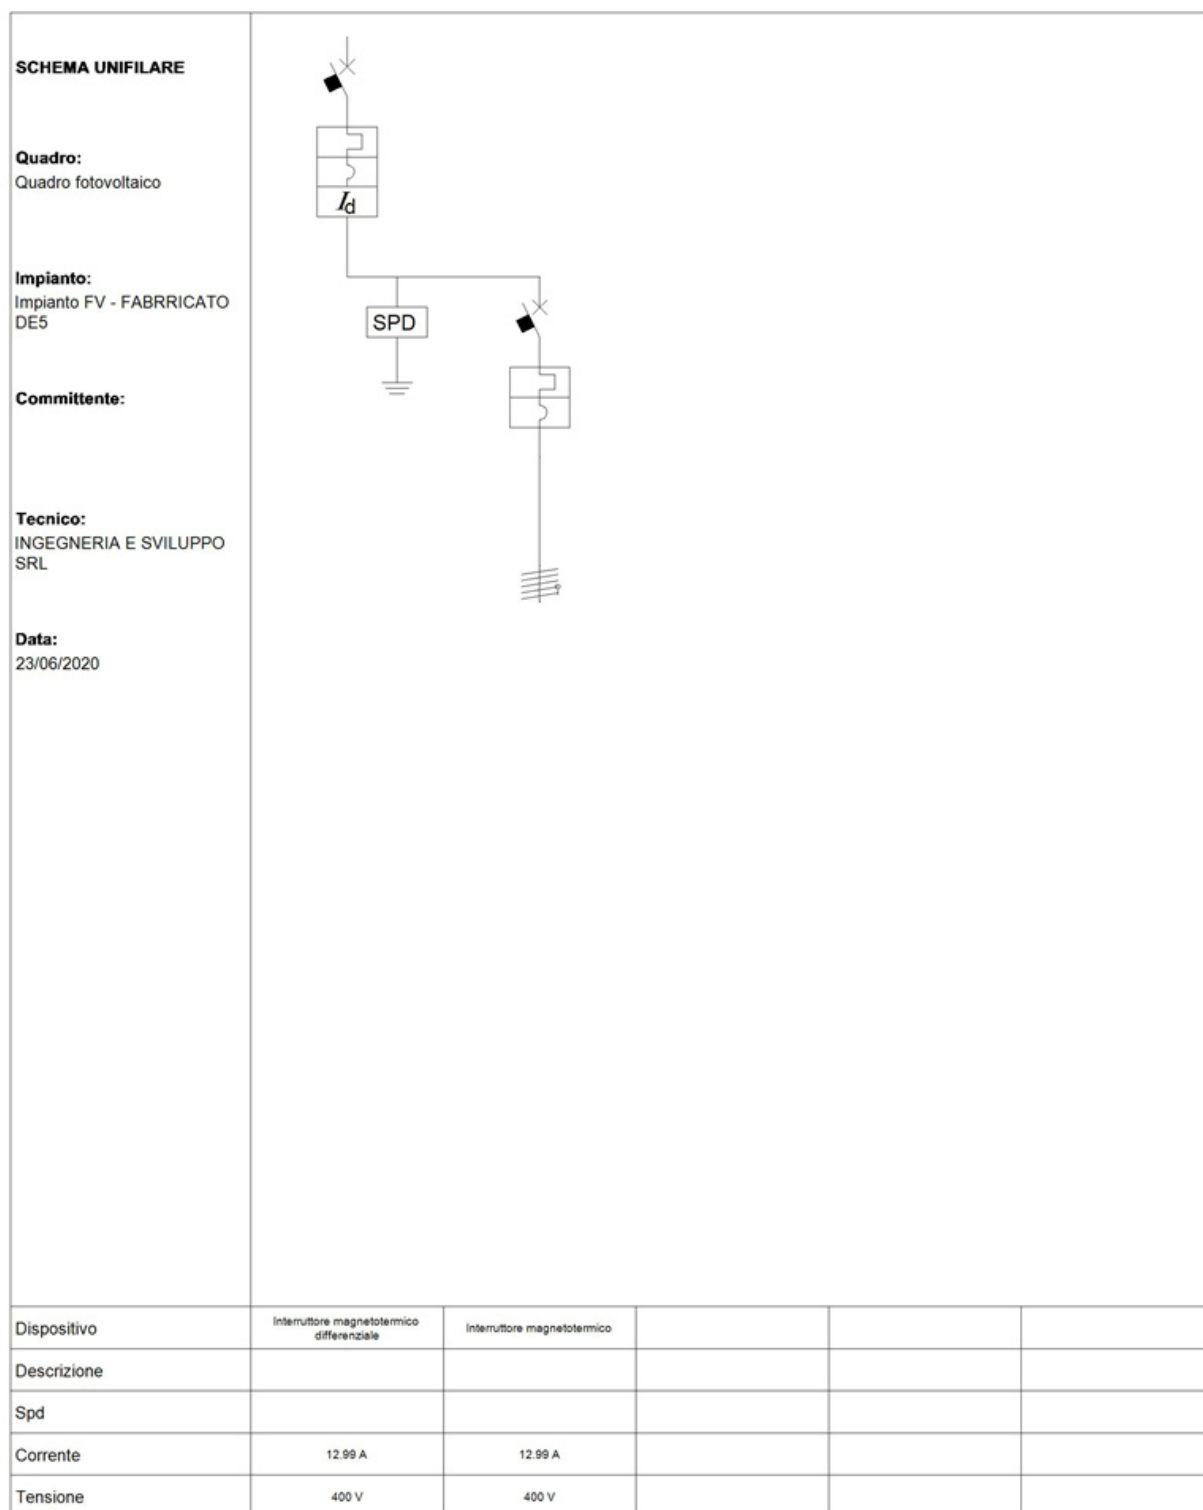 SCHEMA UNIFILARE
Quadro:
Quadro fotovoltaico
Impianto:
Impianto FV - FABRRICATO
DE5
Committente:
Tecnico:
INGEGNERIA E SVILUPPO
SRL
Data:
23/06/2020
Id
SPD
Dispositivo
Interruttore magnetotermico
differenziale
Interruttore magnetotermico
Descrizione
Spd
Corrente
12.99 A
12.99 A
Tensione
400 V
400 V